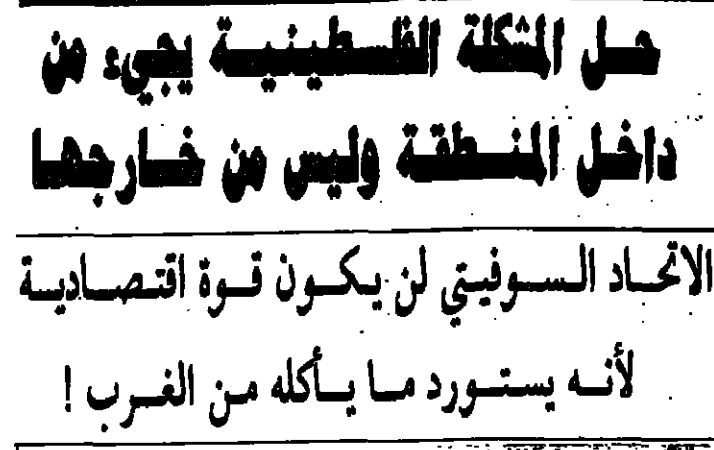 حل المشكلة الفلسطينية يجىء من
داخل المنطقة وليس من خارجها
الاتحاد السوفيتي لن يكون قوة اقتصادية
لأنه يستورد ما يأكله من الغرب !